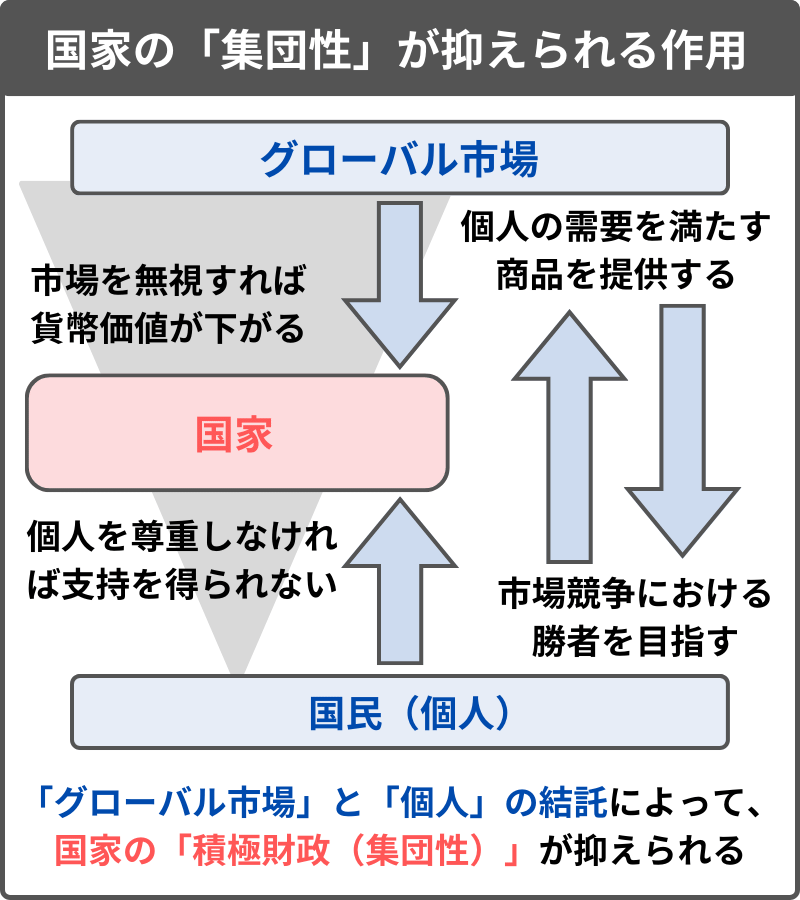 国家の「集団性」が抑えられる作用
グローバル市場
個人の需要を満たす
商品を提供する
市場を無視すれば
貨幣価値が下がる
国家
個人を尊重しなけれ
ば支持を得られない
市場競争における
勝者を目指す
国民（個人）
「グローバル市場」と「個人」の結託によって、
国家の「積極財政（集団性）」が抑えられる